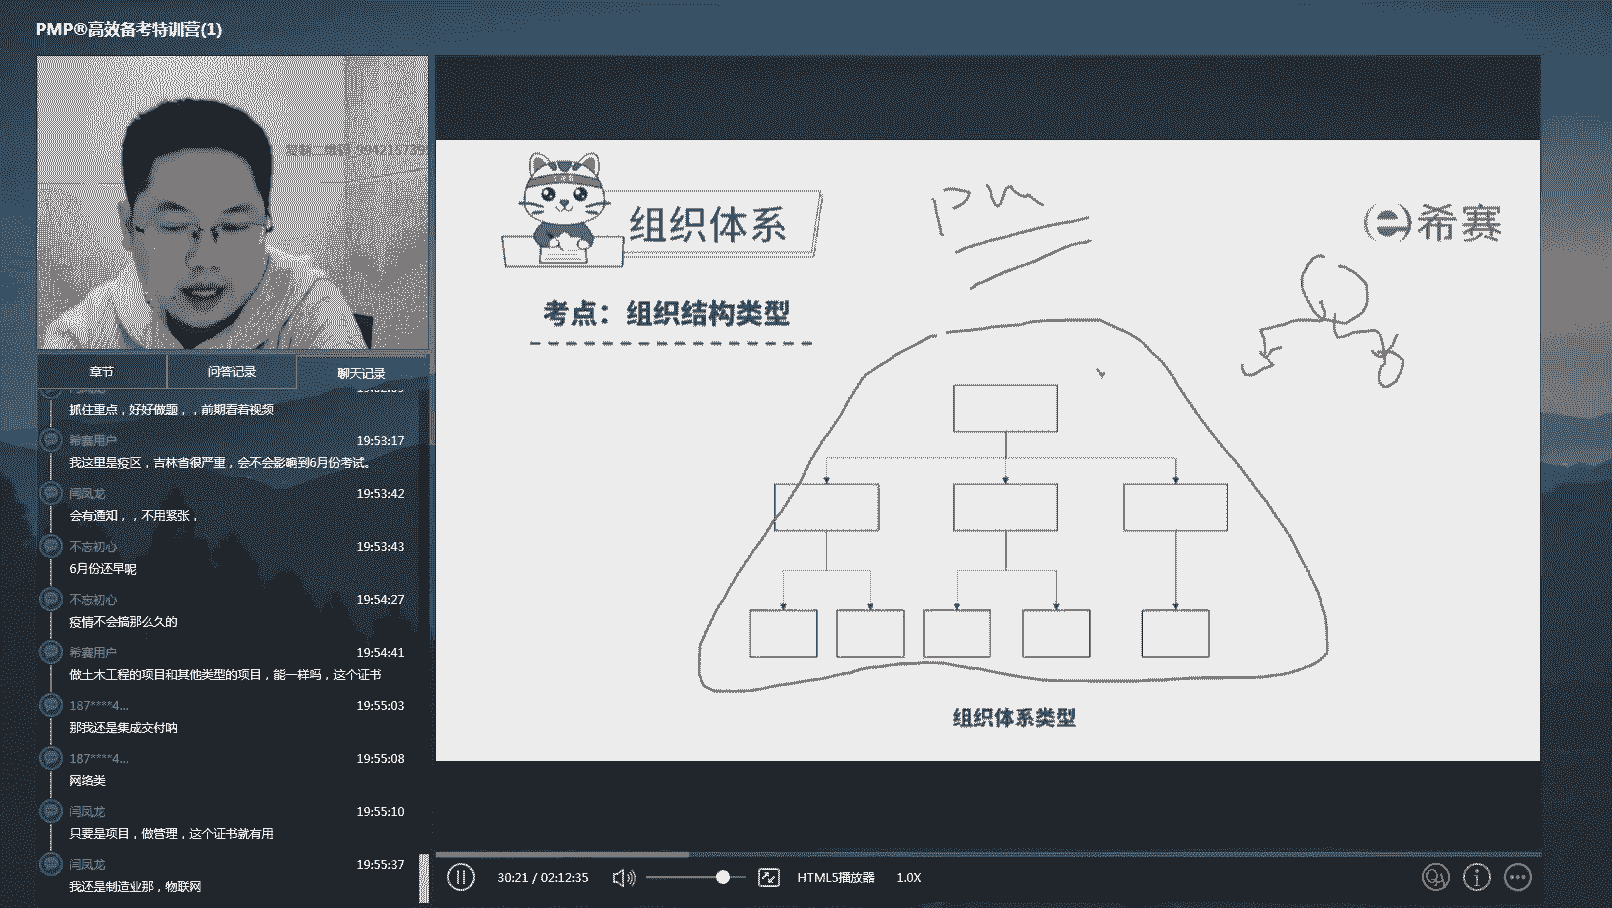 PMP®高效备考特训营(1)
组织体系
PM
希赛
考点：组织结构类型
组织体系类型
章节
问答记录
聊天记录
抓住重点，好好做题，，前期看着视频
希赛用户
19:53:17
我这里是疫区，吉林省很严重，会不会影响到6月份考试。
闫凤龙
19:53:42
会有通知，，不用紧张，
不忘初心
19:53:43
6月份还早呢
不忘初心
19:54:27
疫情不会搞那么久的
希赛用户
19:54:41
做土木工程的项目和其他类型的项目，能一样吗，这个证书
187****4...
19:55:03
那我还是集成交付呐
187****4...
19:55:08
网络类
闫凤龙
19:55:10
只要是项目，做管理，这个证书就有用
闫凤龙
19:55:37
我还是制造业那，物联网
30:21 / 02:12:35
HTML5播放器
1.0X